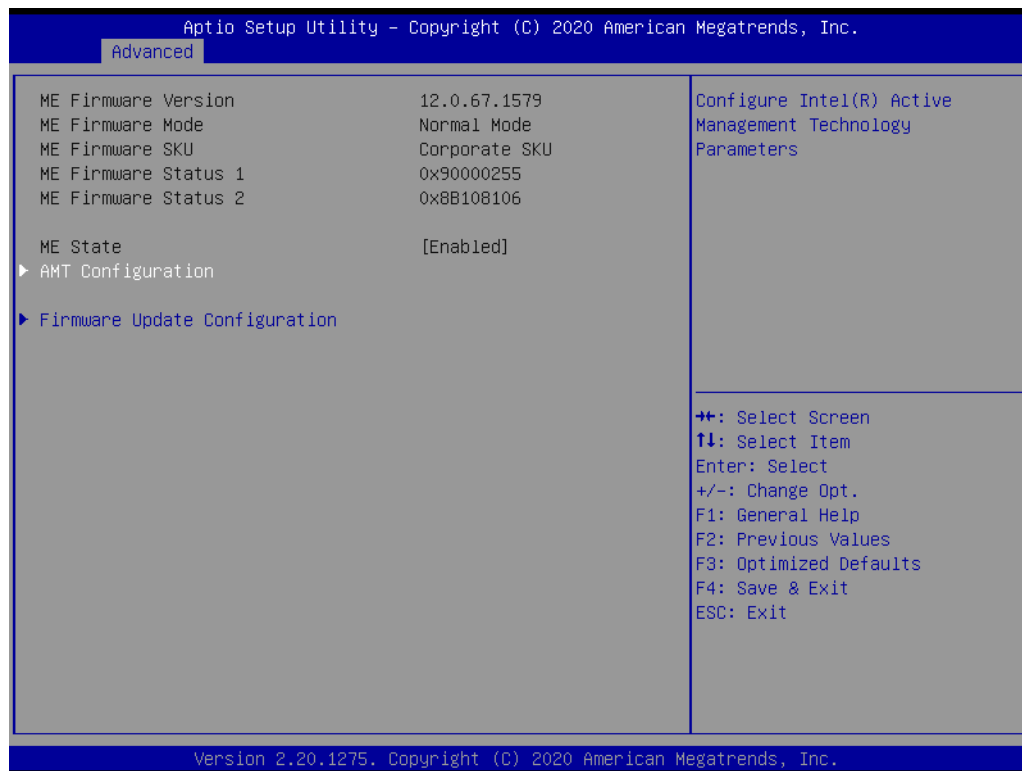 Aptio Setup Utility – Copyright (C) 2020 American Megatrends, Inc.
Advanced
ME Firmware Version 12.0.67.1579
ME Firmware Mode Normal Mode
ME Firmware SKU Corporate SKU
ME Firmware Status 1 0x90000255
ME Firmware Status 2 0x8B108106
ME State [Enabled]
▶ AMT Configuration
▶ Firmware Update Configuration
Configure Intel(R) Active
Management Technology
Parameters
→←: Select Screen
↑↓: Select Item
Enter: Select
+/-: Change Opt.
F1: General Help
F2: Previous Values
F3: Optimized Defaults
F4: Save & Exit
ESC: Exit
Version 2.20.1275. Copyright (C) 2020 American Megatrends, Inc.